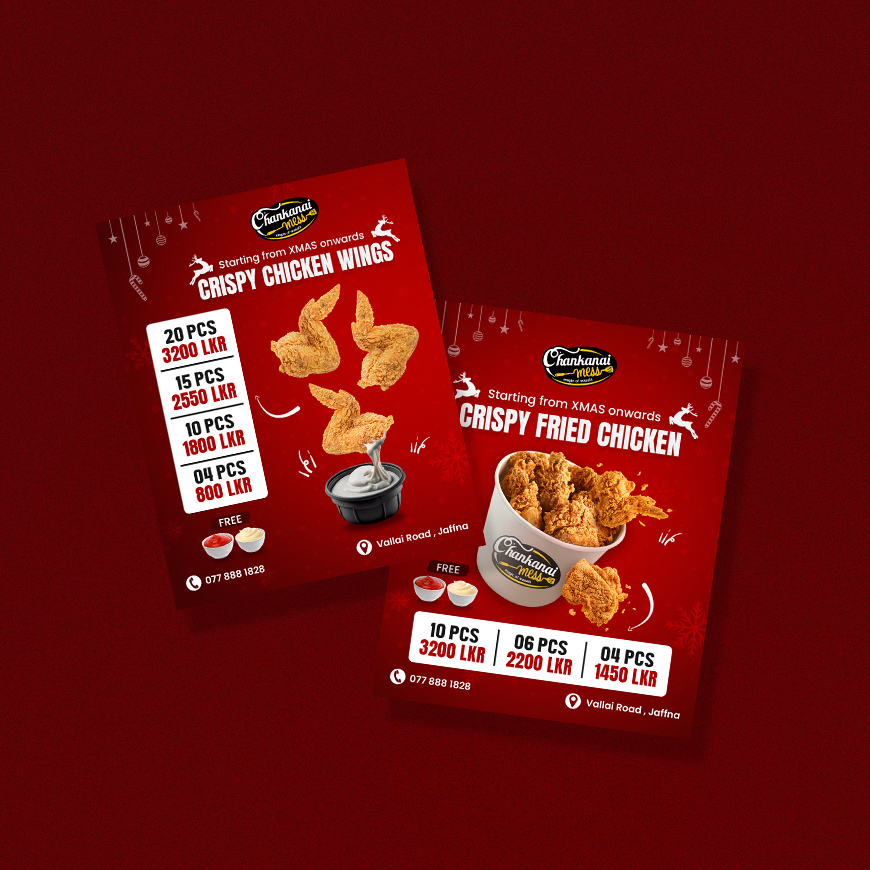 Chankanai
mess
Starting from XMAS onwards
CRISPY CHICKEN WINGS
20 PCS
3200 LKR
15 PCS
2550 LKR
10 PCS
1800 LKR
04 PCS
800 LKR
FREE
077 888 1828
Vallai Road , Jaffna
Chankanai
mess
Starting from XMAS onwards
CRISPY FRIED CHICKEN
Chankanai
mess
FREE
10 PCS
3200 LKR
06 PCS
2200 LKR
04 PCS
1450 LKR
077 888 1828
Vallai Road , Jaffna